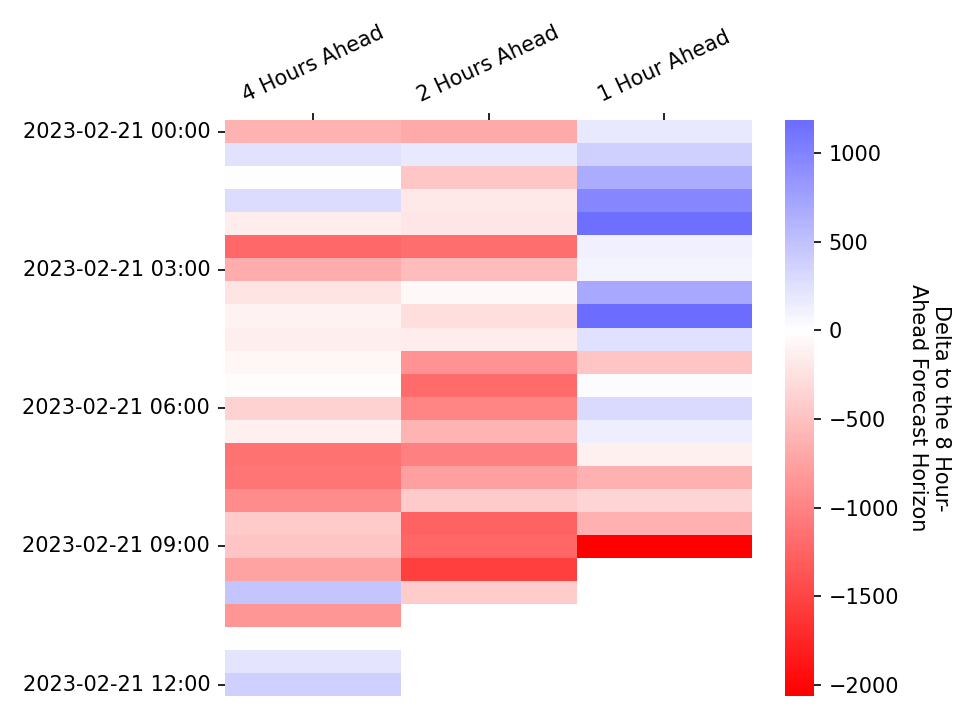 4 Hours Ahead
2 Hours Ahead
1 Hour Ahead
2023-02-21 00:00
2023-02-21 03:00
2023-02-21 06:00
2023-02-21 09:00
2023-02-21 12:00
1000
500
0
−500
−1000
−1500
−2000
Delta to the 8 Hour-
Ahead Forecast Horizon